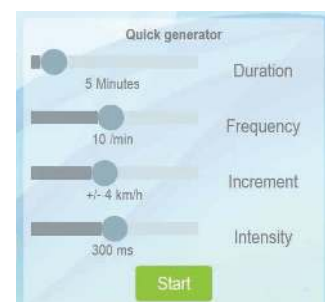 Quick generator
Duration
5 Minutes
Frequency
10 /min
Increment
+/- 4 km/h
Intensity
300 ms
Start